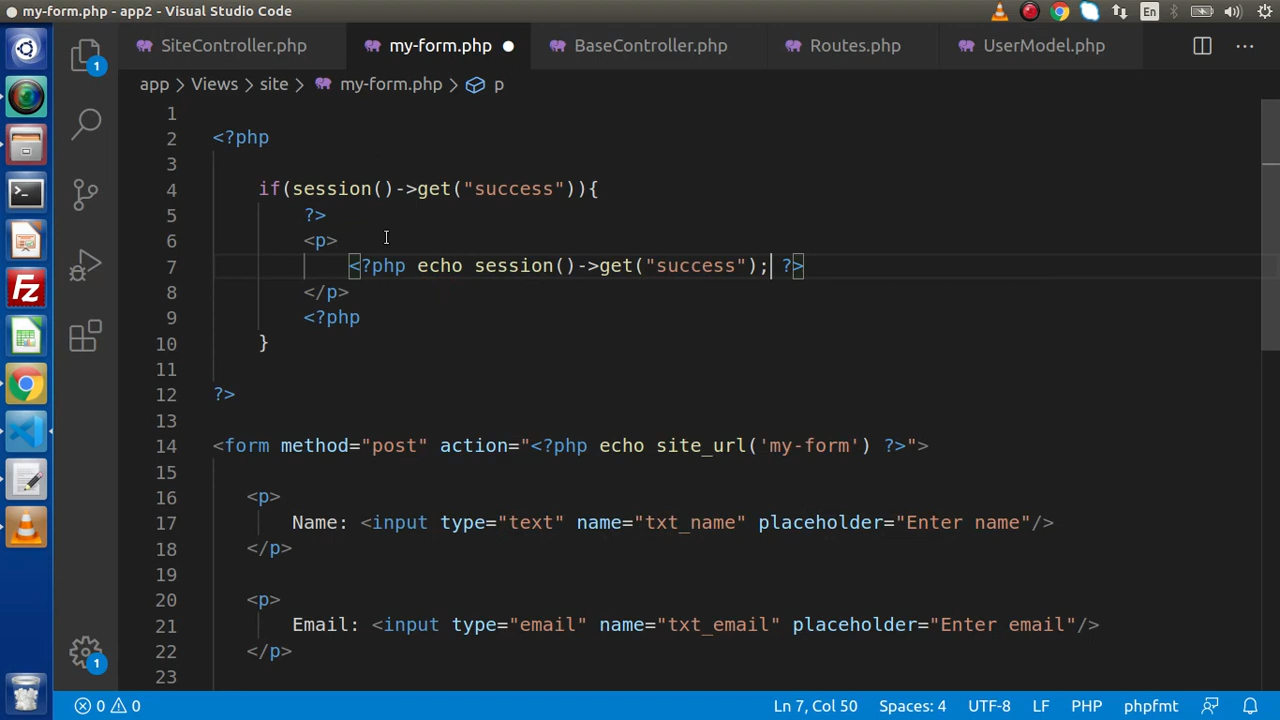 my-form.php - app2 - Visual Studio Code
En
SiteController.php
my-form.php
BaseController.php
Routes.php
UserModel.php
app > Views > site > my-form.php > p
1
1
2 <?php
3
4 if(session()->get("success")){
5 ?>
6 <p>
7 <?php echo session()->get("success"); ?>
8 </p>
9 <?php
10 }
11
12 ?>
13
14 <form method="post" action="<?php echo site_url('my-form') ?>">
15
16 <p>
17 Name: <input type="text" name="txt_name" placeholder="Enter name"/>
18 </p>
19
20 <p>
21 Email: <input type="email" name="txt_email" placeholder="Enter email"/>
22 </p>
23
1
0 0 Ln 7, Col 50 Spaces: 4 UTF-8 LF PHP phpfmt